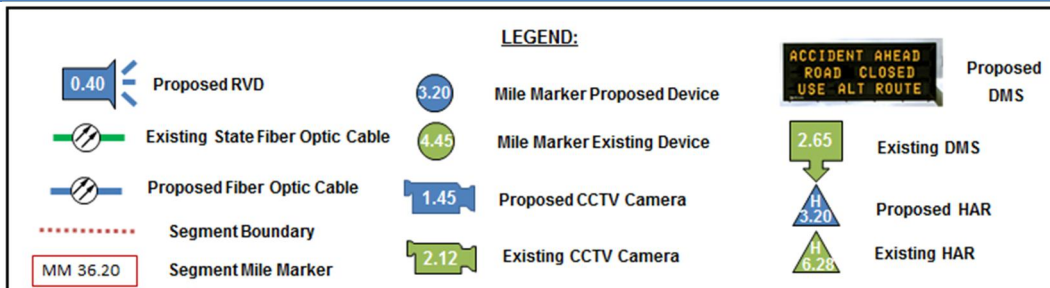 LEGEND:
0.40
Proposed RVD
Existing State Fiber Optic Cable
Proposed Fiber Optic Cable
Segment Boundary
MM 36.20
Segment Mile Marker
3.20
Mile Marker Proposed Device
4.45
Mile Marker Existing Device
1.45
Proposed CCTV Camera
2.12
Existing CCTV Camera
ACCIDENT AHEAD
ROAD CLOSED
USE ALT ROUTE
Proposed
DMS
2.65
Existing DMS
H
3.20
Proposed HAR
H
6.28
Existing HAR